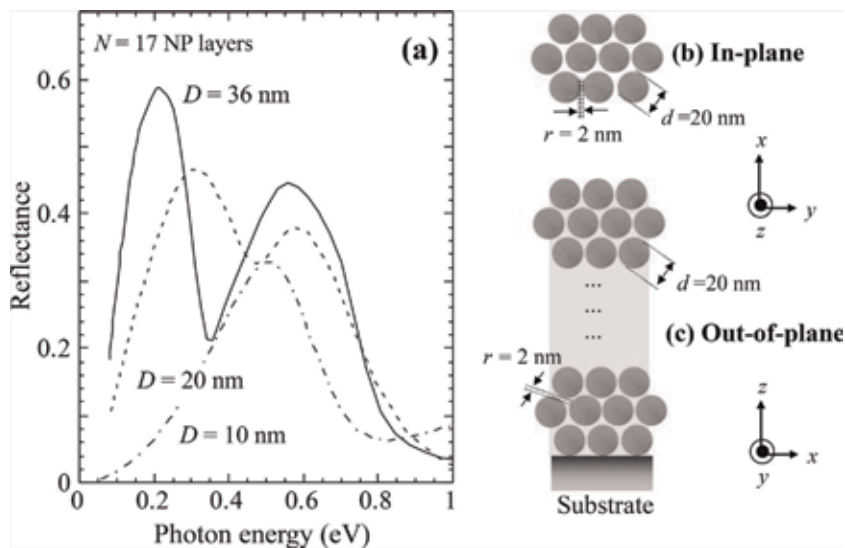 N = 17 NP layers
(a)
D = 36 nm
D = 20 nm
D = 10 nm
Reflectance
0.6
0.4
0.2
0
0 0.2 0.4 0.6 0.8 1
Photon energy (eV)
(b) In-plane
r = 2 nm
d =20 nm
x
y
z
d =20 nm
...
...
(c) Out-of-plane
r = 2 nm
z
x
y
Substrate